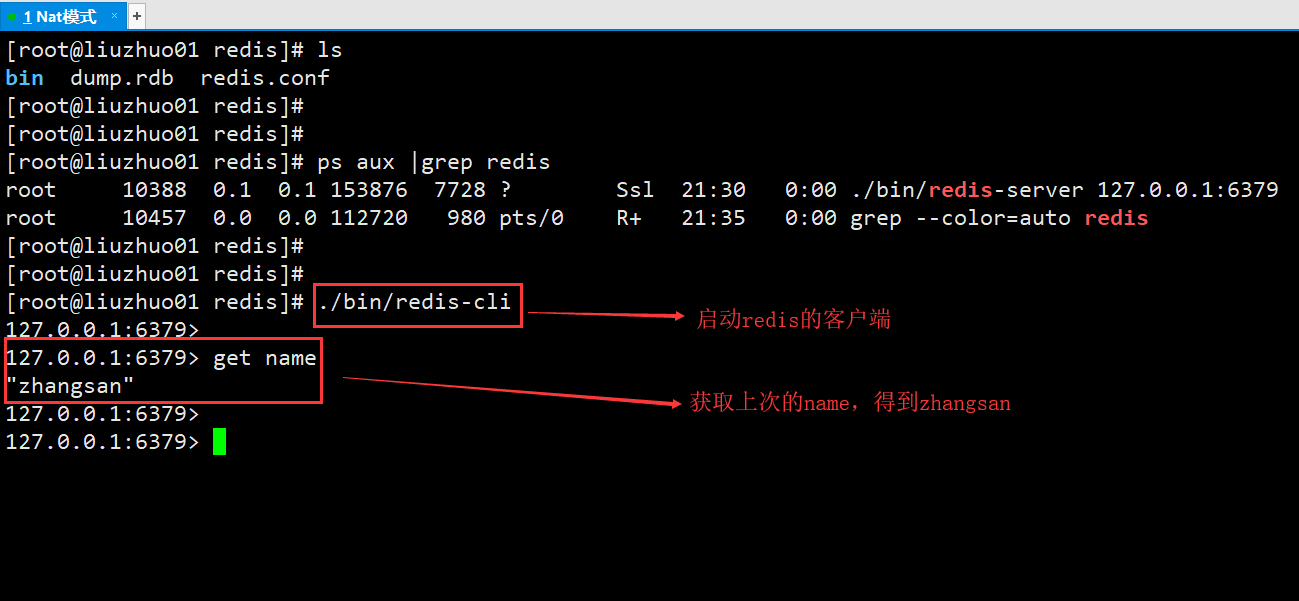 1 Nat模式 × +
[root@liuzhuo01 redis]# ls
bin  dump.rdb  redis.conf
[root@liuzhuo01 redis]#
[root@liuzhuo01 redis]#
[root@liuzhuo01 redis]# ps aux |grep redis
root     10388  0.1  0.1 153876  7728 ?        Ssl  21:30   0:00 ./bin/redis-server 127.0.0.1:6379
root     10457  0.0  0.0 112720   980 pts/0    R+   21:35   0:00 grep --color=auto redis
[root@liuzhuo01 redis]#
[root@liuzhuo01 redis]#
[root@liuzhuo01 redis]# ./bin/redis-cli
启动redis的客户端
127.0.0.1:6379>
127.0.0.1:6379> get name
"zhangsan"
获取上次的name，得到zhangsan
127.0.0.1:6379>
127.0.0.1:6379>